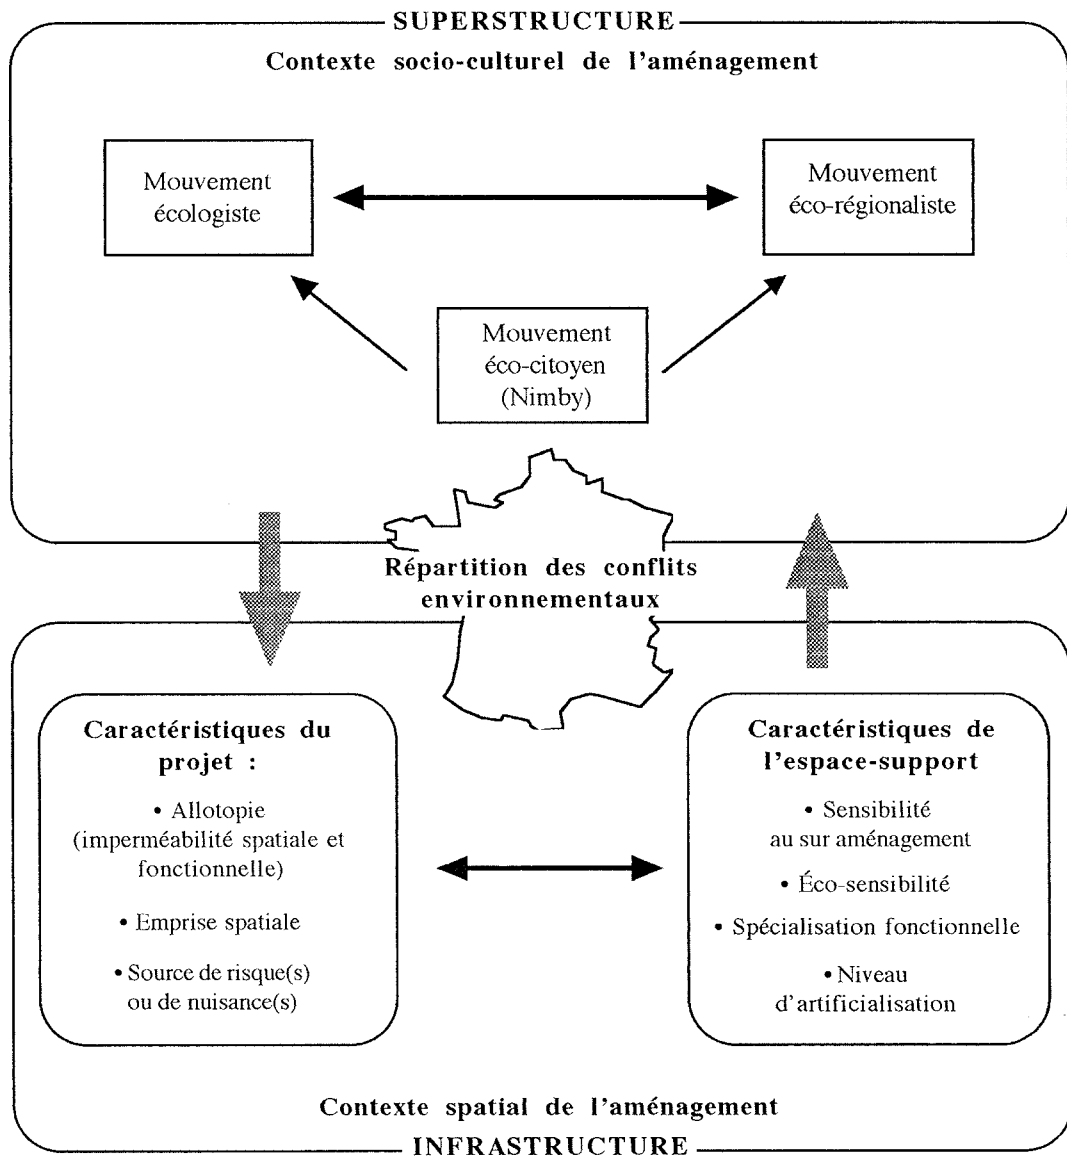 SUPERSTRUCTURE
Contexte socio-culturel de l'aménagement
Mouvement
écologiste
Mouvement
éco-régionaliste
Mouvement
éco-citoyen
(Nimby)
Répartition des conflits
environnementaux
Caractéristiques du
projet :
• Allotopie
(imperméabilité spatiale et
fonctionnelle)
• Emprise spatiale
• Source de risque(s)
ou de nuisance(s)
Caractéristiques de
l'espace-support
• Sensibilité
au sur aménagement
• Éco-sensibilité
• Spécialisation fonctionnelle
• Niveau
d'artificialisation
Contexte spatial de l'aménagement
INFRASTRUCTURE